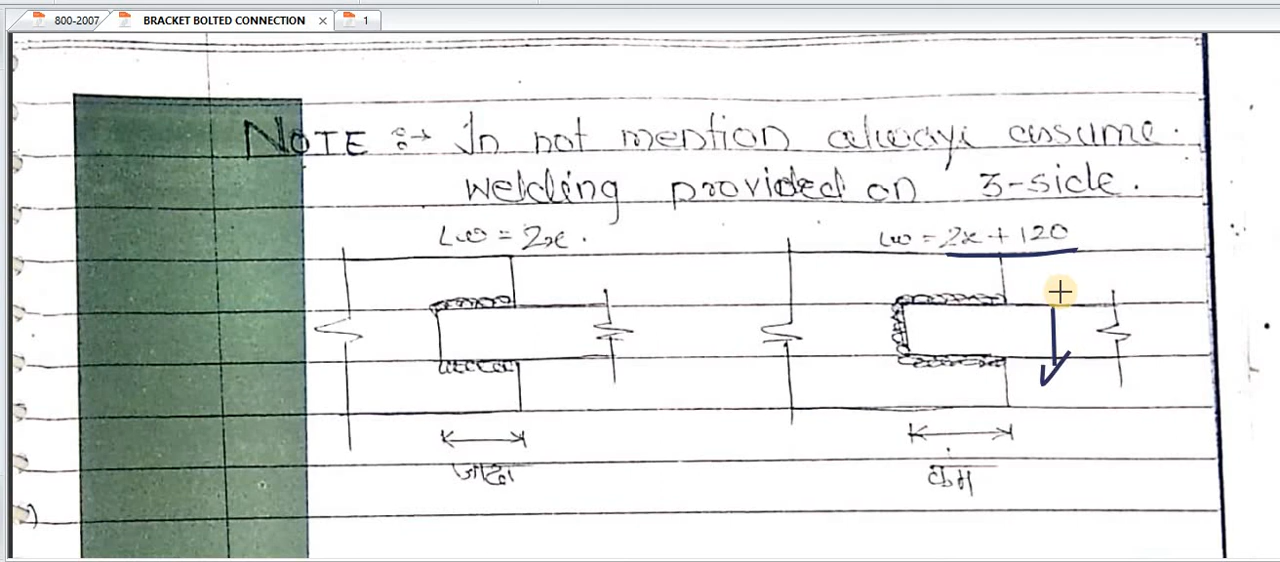 800-2007 BRACKET BOLTED CONNECTION × 1
NOTE :→ In not mention always assume.
welding provided on 3-side.
Lw = 2x. Lw = 2x + 120
जादा कम